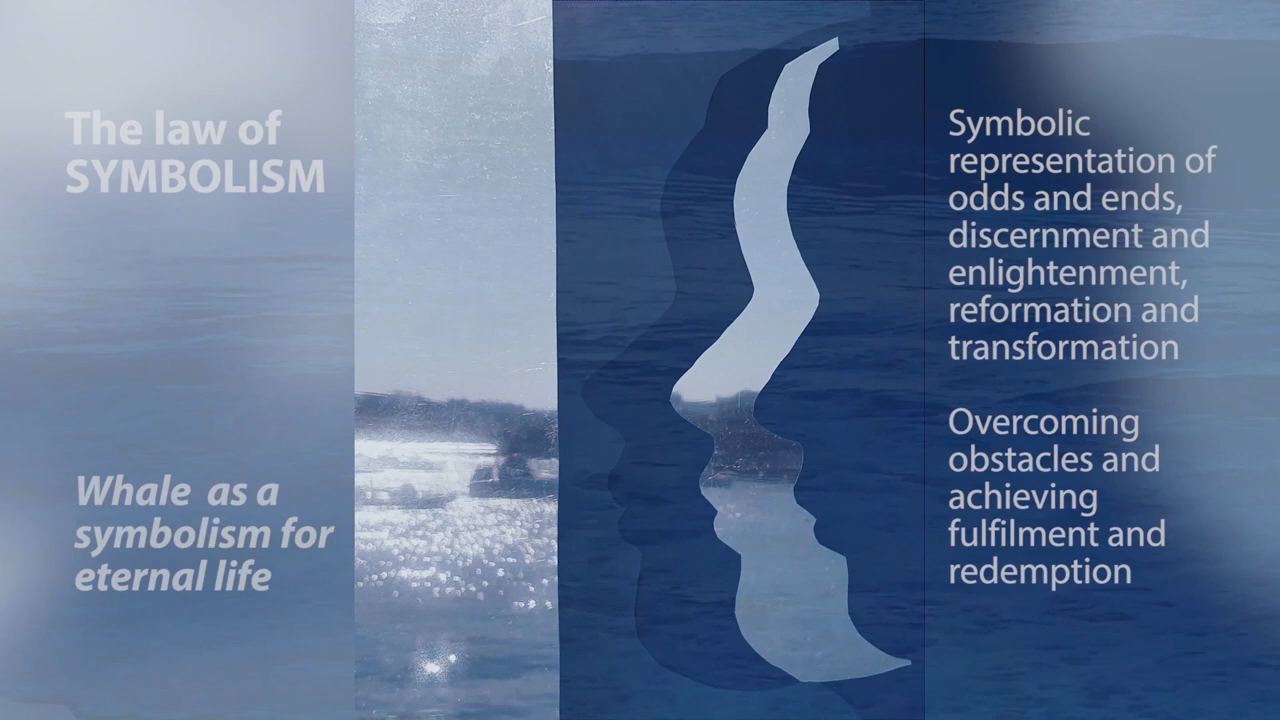 The law of
SYMBOLISM
Whale as a
symbolism for
eternal life
Symbolic
representation of
odds and ends,
discernment and
enlightenment,
reformation and
transformation
Overcoming
obstacles and
achieving
fulfilment and
redemption